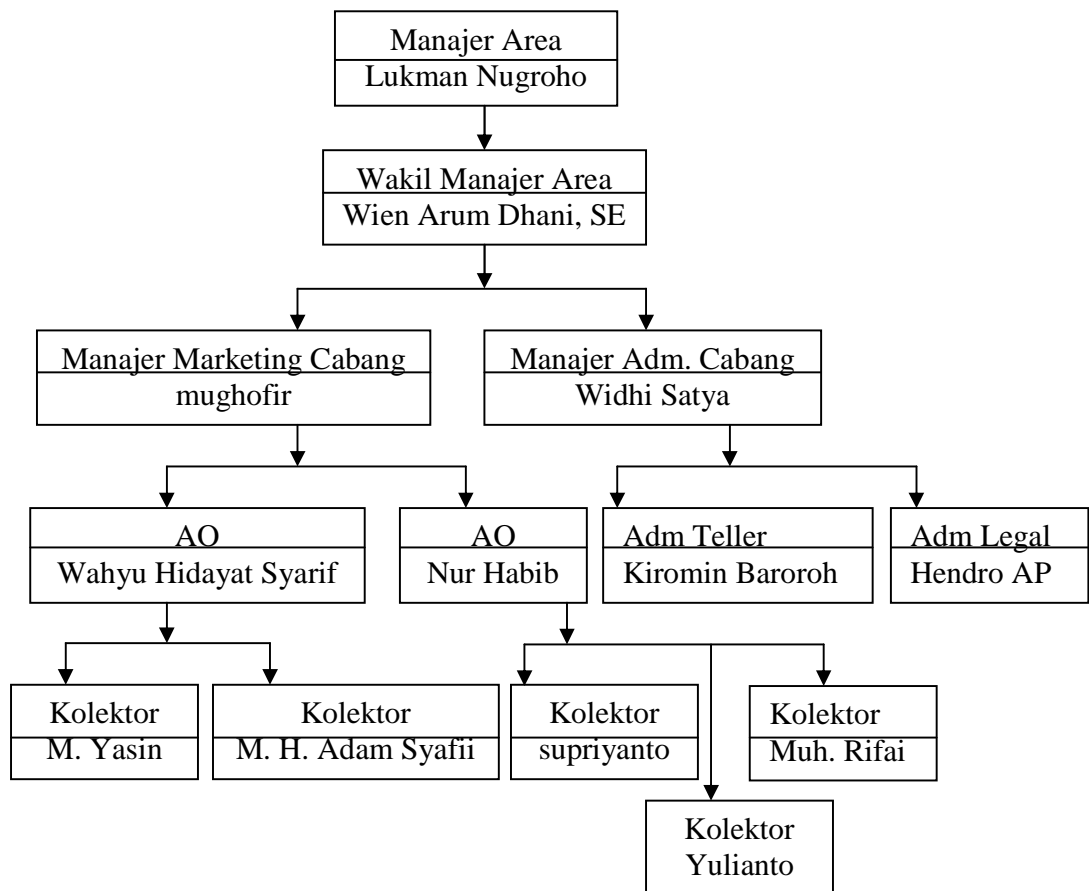 Manajer Area
Lukman Nugroho
Wakil Manajer Area
Wien Arum Dhani, SE
Manajer Marketing Cabang
mughofir
Manajer Adm. Cabang
Widhi Satya
AO
Wahyu Hidayat Syarif
AO
Nur Habib
Adm Teller
Kiromin Baroroh
Adm Legal
Hendro AP
Kolektor
M. Yasin
Kolektor
M. H. Adam Syafii
Kolektor
supriyanto
Kolektor
Muh. Rifai
Kolektor
Yulianto